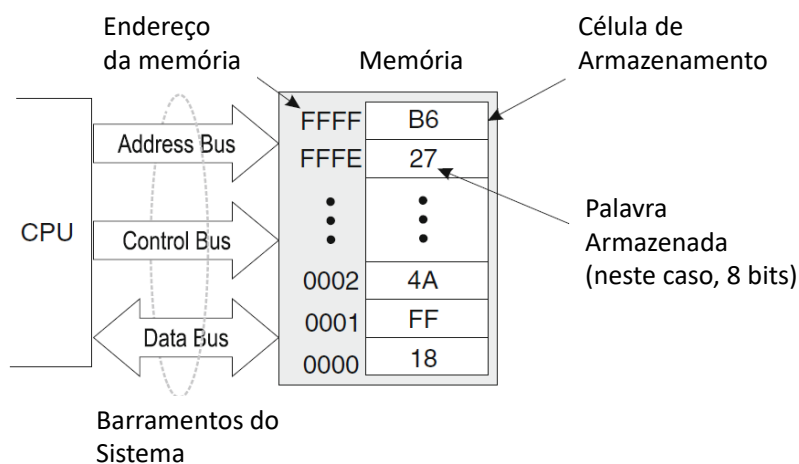 Endereço
da memória
Memória
Célula de
Armazenamento
CPU
Address Bus
Control Bus
Data Bus
FFFF B6
FFFE 27
0002 4A
0001 FF
0000 18
Palavra
Armazenada
(neste caso, 8 bits)
Barramentos do
Sistema